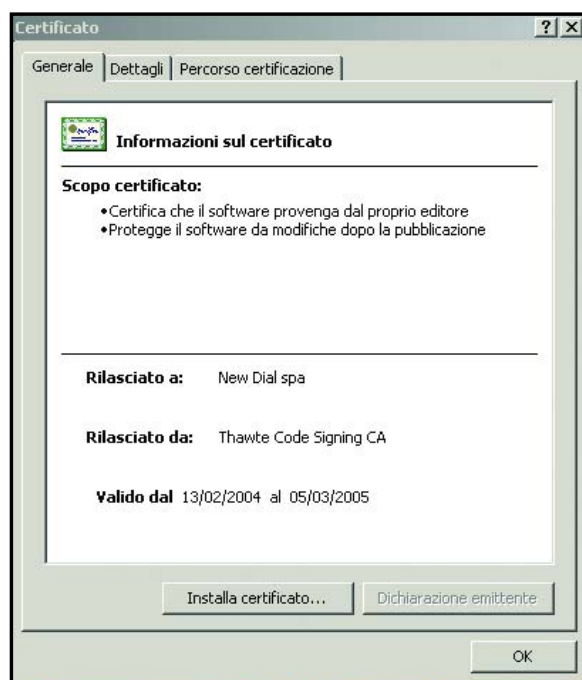 Certificato
Generale Dettagli Percorso certificazione
Informazioni sul certificato
Scopo certificato:
•Certifica che il software provenga dal proprio editore
•Protegge il software da modifiche dopo la pubblicazione
Rilasciato a: New Dial spa
Rilasciato da: Thawte Code Signing CA
Valido dal 13/02/2004 al 05/03/2005
Installa certificato... Dichiarazione emittente
OK